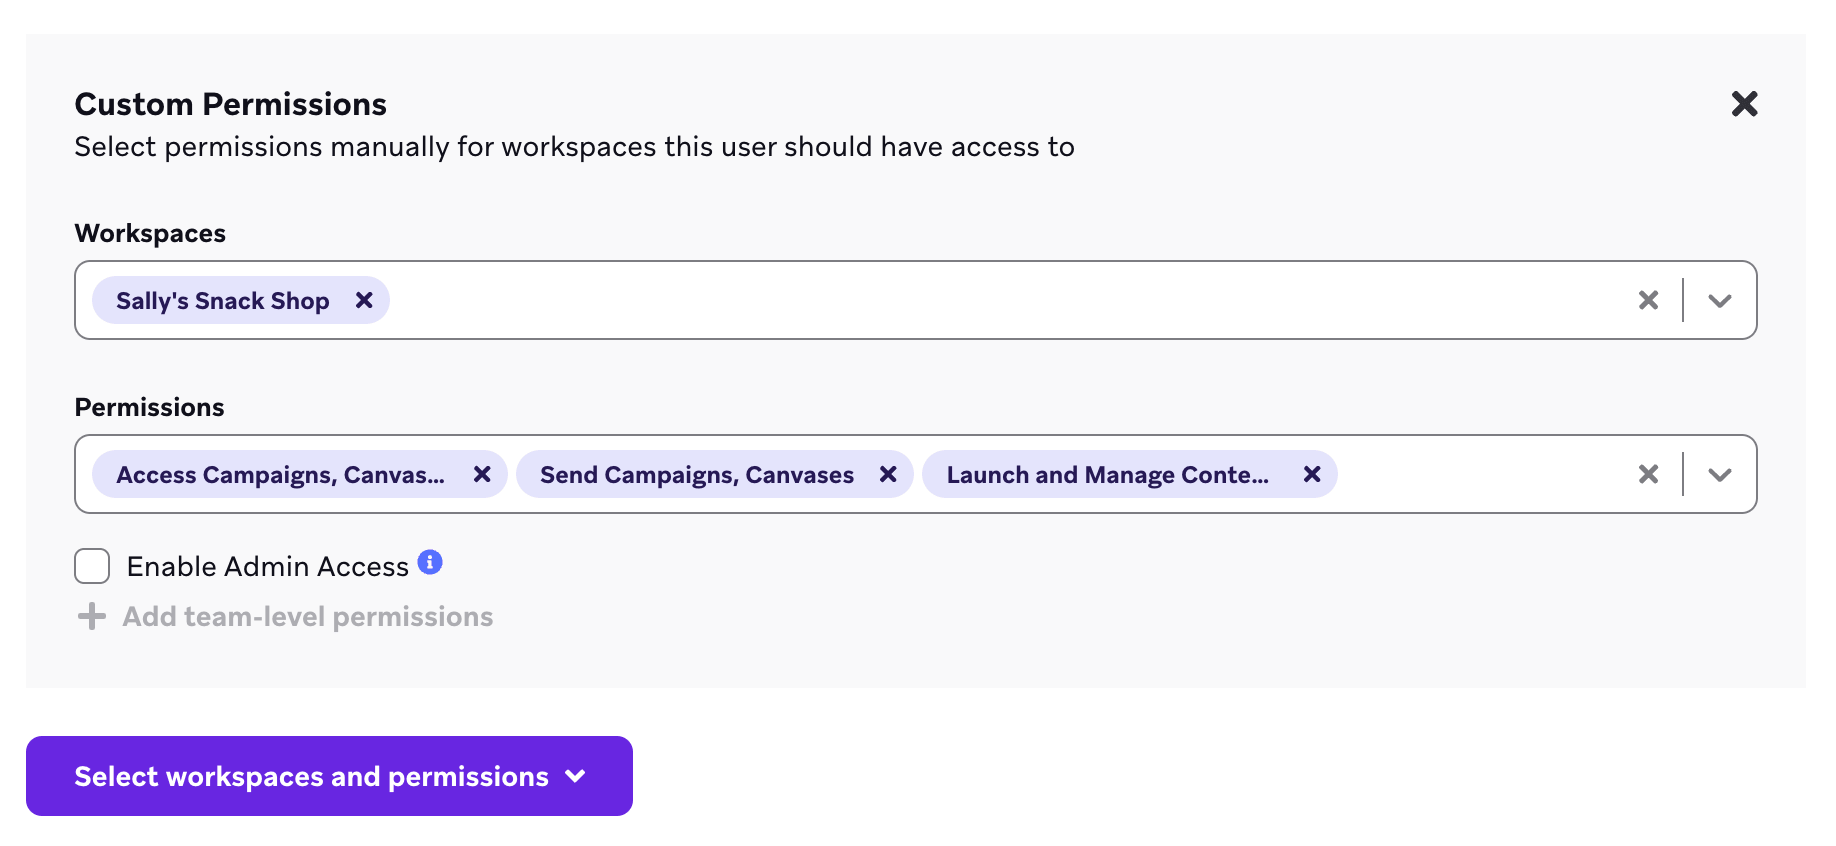 Custom Permissions
Select permissions manually for workspaces this user should have access to
Workspaces
Sally's Snack Shop
Permissions
Access Campaigns, Canvas... Send Campaigns, Canvases Launch and Manage Conte...
Enable Admin Access
Add team-level permissions
Select workspaces and permissions